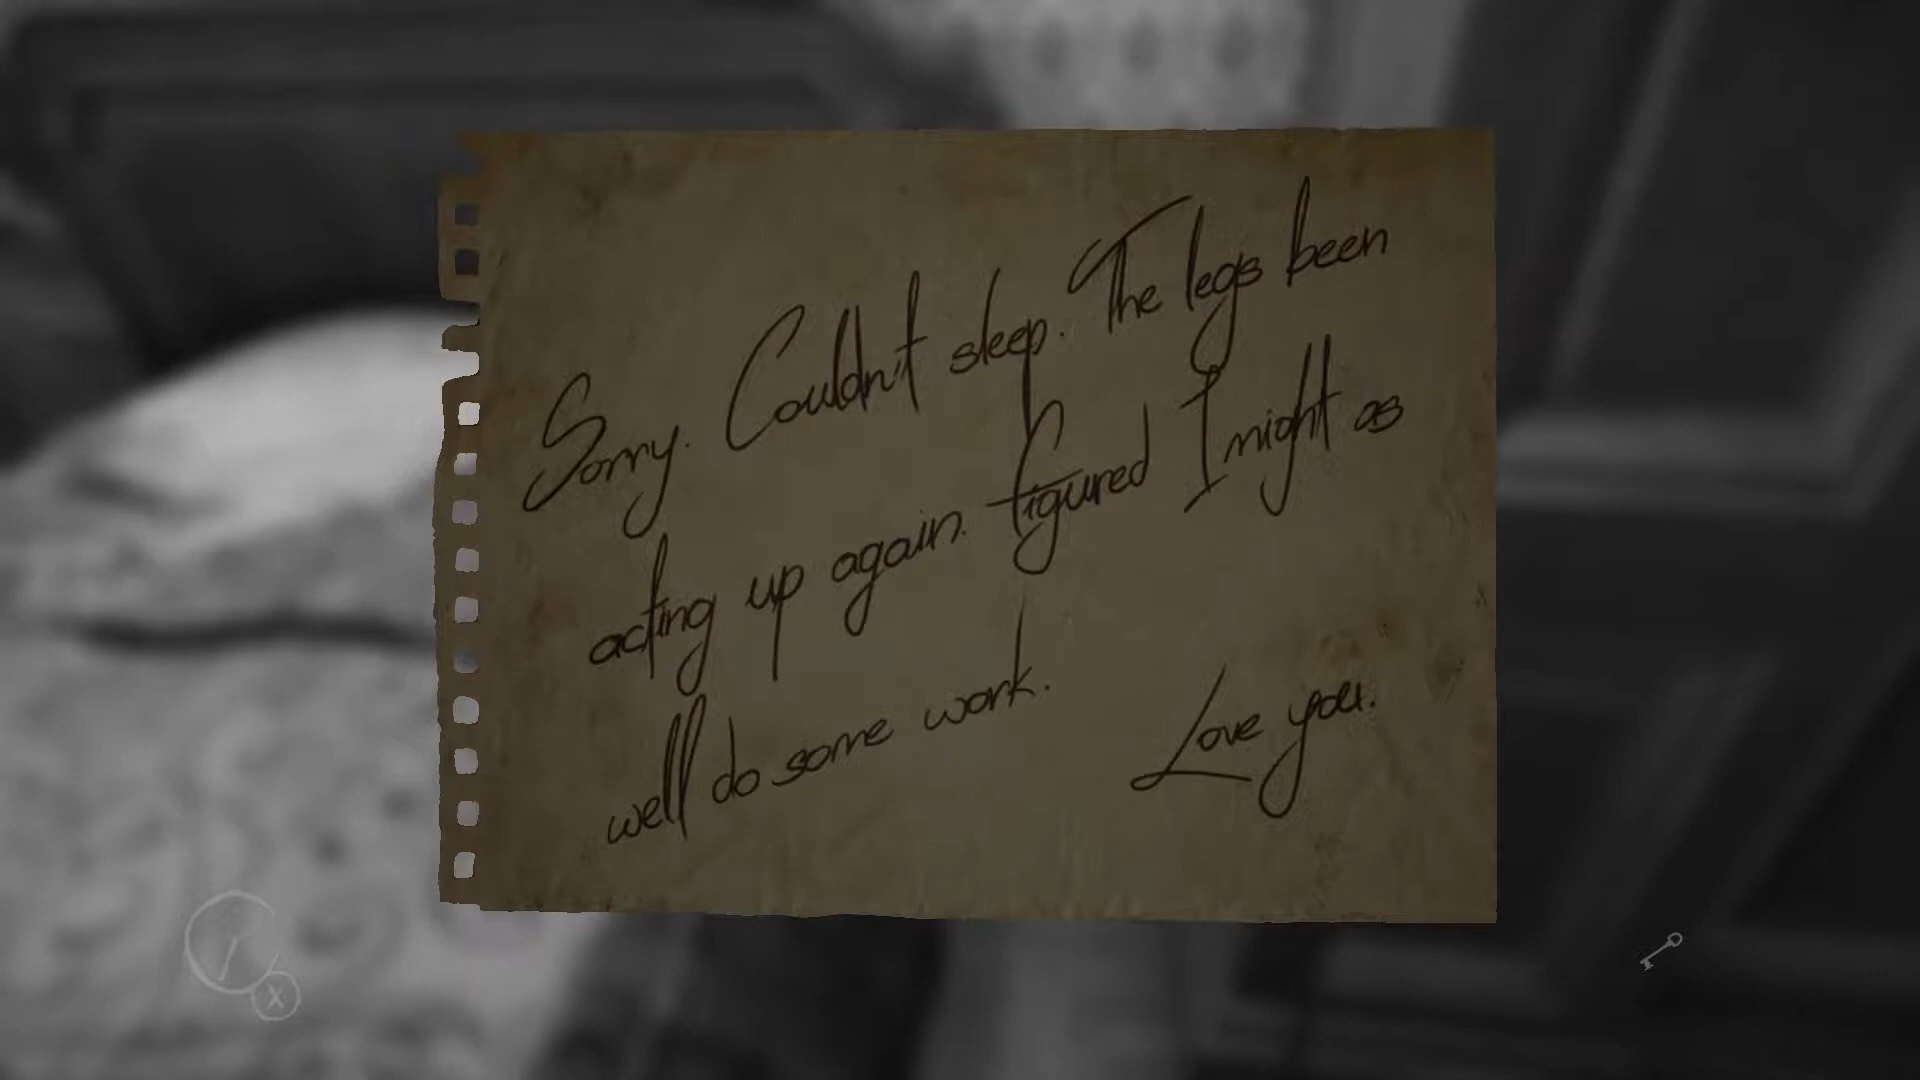 Sorry. Couldn't sleep. The legs been
acting up again. figured I might as
well do some work.
Love you.
X